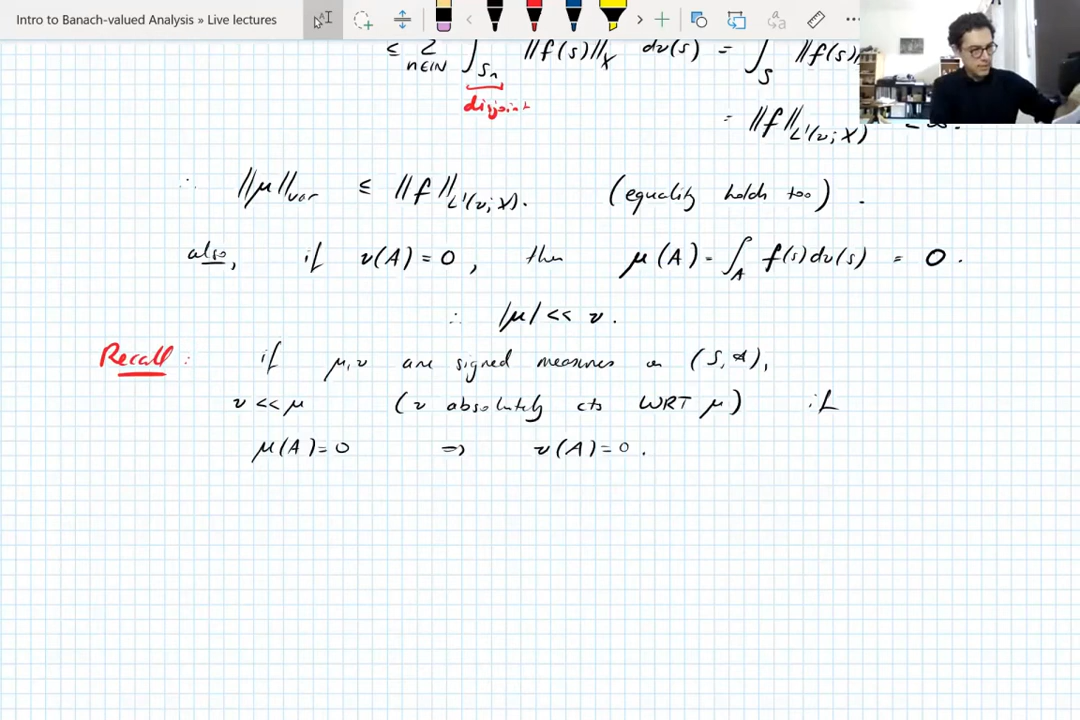 Intro to Banach-valued Analysis » Live lectures
≤ Σ_{n∈ℕ} ∫_{S_n} ‖f(s)‖_X dν(s) = ∫_S ‖f(s)‖
disjoint
= ‖f‖_{L¹(ν;X)}
∴ ‖μ‖_{var} ≤ ‖f‖_{L¹(ν;X)}. (equality holds too).
also, if ν(A) = 0, then μ(A) = ∫_A f(s)dν(s) = 0.
∴ |μ| << ν.
Recall: if μ, ν are signed measures on (S, A),
ν << μ (ν absolutely cts WRT μ) if
μ(A)=0 ⇒ ν(A)=0.